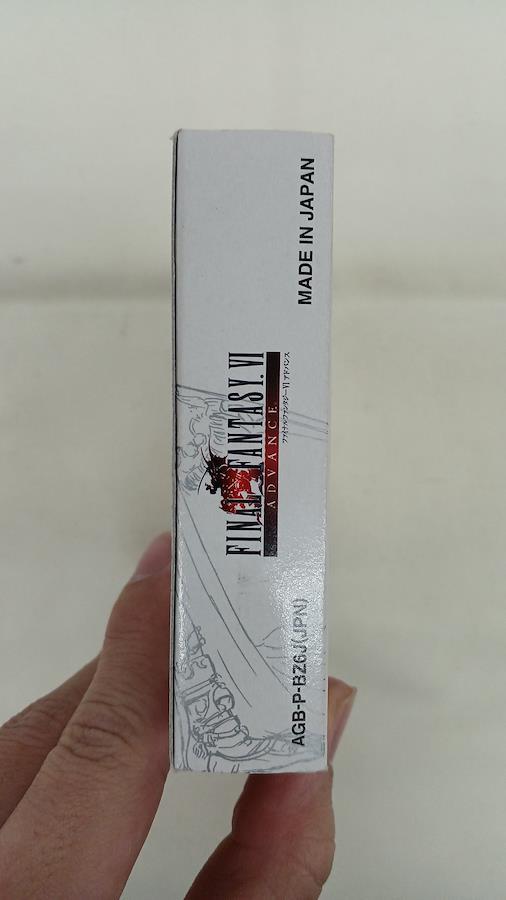 FINAL FANTASY. VI
ADVANCE
ファイナルファンタジーVI アドバンス
AGB-P-BZ6J(JPN)
MADE IN JAPAN